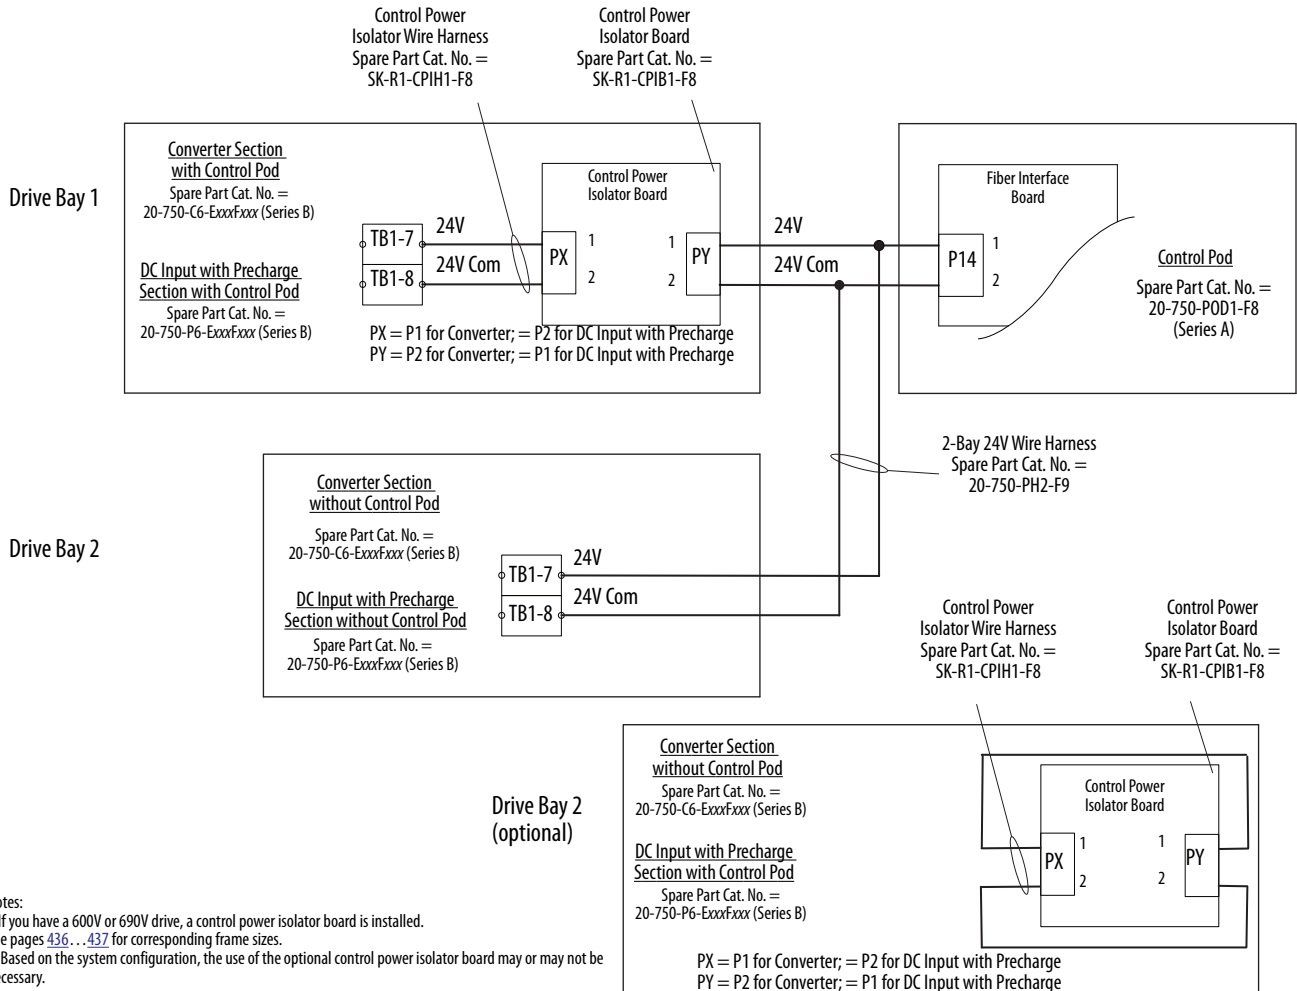 Control Power
Isolator Wire Harness
Spare Part Cat. No. =
SK-R1-CPIH1-F8
Control Power
Isolator Board
Spare Part Cat. No. =
SK-R1-CPIB1-F8
Drive Bay 1
Converter Section
with Control Pod
Spare Part Cat. No. =
20-750-C6-ExxxFxxx (Series B)
DC Input with Precharge
Section with Control Pod
Spare Part Cat. No. =
20-750-P6-ExxxFxxx (Series B)
TB1-7
TB1-8
24V
24V Com
PX
1
2
Control Power
Isolator Board
1
2
PY
PX = P1 for Converter; = P2 for DC Input with Precharge
PY = P2 for Converter; = P1 for DC Input with Precharge
24V
24V Com
Fiber Interface
Board
P14
1
2
Control Pod
Spare Part Cat. No. =
20-750-POD1-F8
(Series A)
2-Bay 24V Wire Harness
Spare Part Cat. No. =
20-750-PH2-F9
Drive Bay 2
Converter Section
without Control Pod
Spare Part Cat. No. =
20-750-C6-ExxxFxxx (Series B)
DC Input with Precharge
Section without Control Pod
Spare Part Cat. No. =
20-750-P6-ExxxFxxx (Series B)
TB1-7
TB1-8
24V
24V Com
Control Power
Isolator Wire Harness
Spare Part Cat. No. =
SK-R1-CPIH1-F8
Control Power
Isolator Board
Spare Part Cat. No. =
SK-R1-CPIB1-F8
Drive Bay 2
(optional)
Converter Section
without Control Pod
Spare Part Cat. No. =
20-750-C6-ExxxFxxx (Series B)
DC Input with Precharge
Section with Control Pod
Spare Part Cat. No. =
20-750-P6-ExxxFxxx (Series B)
Control Power
Isolator Board
PX
1
2
1
2
PY
PX = P1 for Converter; = P2 for DC Input with Precharge
PY = P2 for Converter; = P1 for DC Input with Precharge
otes:
If you have a 600V or 690V drive, a control power isolator board is installed.
e pages 436…437 for corresponding frame sizes.
Based on the system configuration, the use of the optional control power isolator board may or may not be
ecessary.